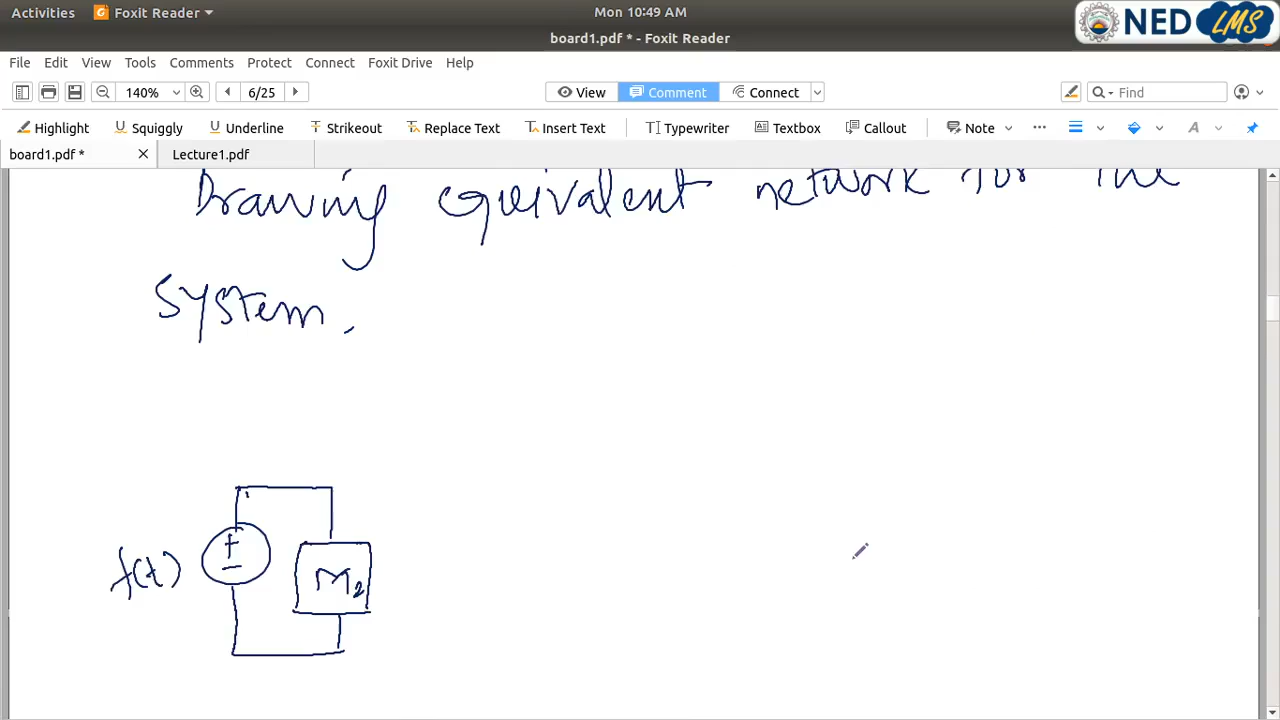 Activities Foxit Reader Mon 10:49 AM
board1.pdf * - Foxit Reader
NED LMS
File Edit View Tools Comments Protect Connect Foxit Drive Help
140% 6/25 View Comment Connect Find
Highlight Squiggly Underline Strikeout Replace Text Insert Text Typewriter Textbox Callout Note
board1.pdf * Lecture1.pdf
Drawing equivalent network for the
system.
f(t)
M2